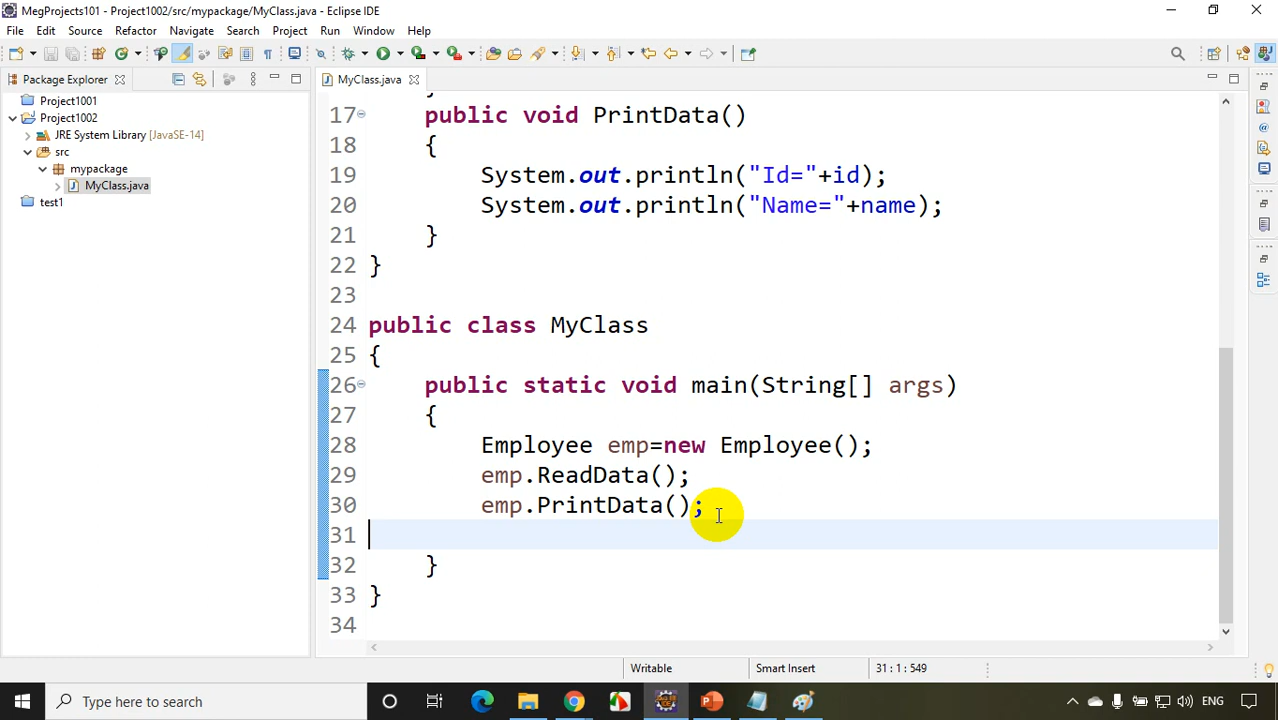 MegProjects101 - Project1002/src/mypackage/MyClass.java - Eclipse IDE
File Edit Source Refactor Navigate Search Project Run Window Help
Package Explorer
MyClass.java
Project1001
Project1002
JRE System Library [JavaSE-14]
src
mypackage
MyClass.java
test1
17 public void PrintData()
18 {
19 System.out.println("Id="+id);
20 System.out.println("Name="+name);
21 }
22 }
23
24 public class MyClass
25 {
26 public static void main(String[] args)
27 {
28 Employee emp=new Employee();
29 emp.ReadData();
30 emp.PrintData();
31
32 }
33 }
34
Writable Smart Insert 31 : 1 : 549
Type here to search
ENG